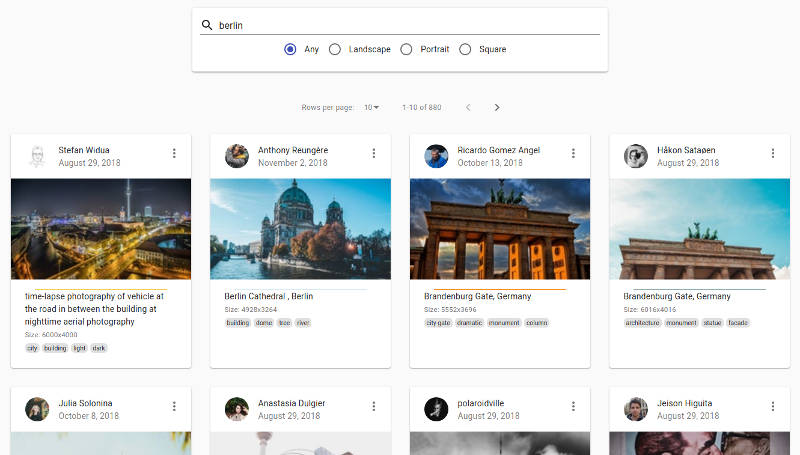 berlin
Any Landscape Portrait Square
Rows per page: 10 1-10 of 880
Stefan Widua
August 29, 2018
time-lapse photography of vehicle at
the road in between the building at
nighttime aerial photography
Size: 6000x4000
city building light dark
Anthony Reungère
November 2, 2018
Berlin Cathedral , Berlin
Size: 4928x3264
building dome tree river
Ricardo Gomez Angel
October 13, 2018
Brandenburg Gate, Germany
Size: 5552x3696
city gate dramatic monument column
Håkon Sataøen
August 29, 2018
Brandenburg Gate, Germany
Size: 6016x4016
architecture monument statue facade
Julia Solonina
October 8, 2018
Anastasia Dulgier
August 29, 2018
polaroidville
August 29, 2018
Jeison Higuita
August 29, 2018